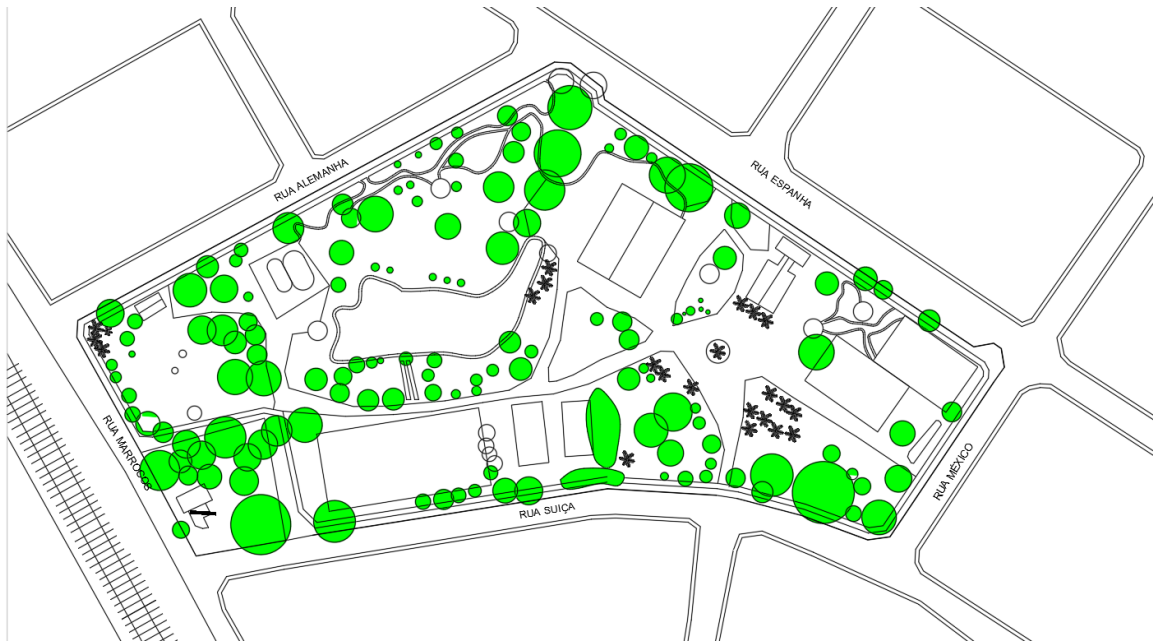 RUA ALEMANHA
RUA ESPANHA
RUA MARROCOS
RUA MÉXICO
RUA SUIÇA